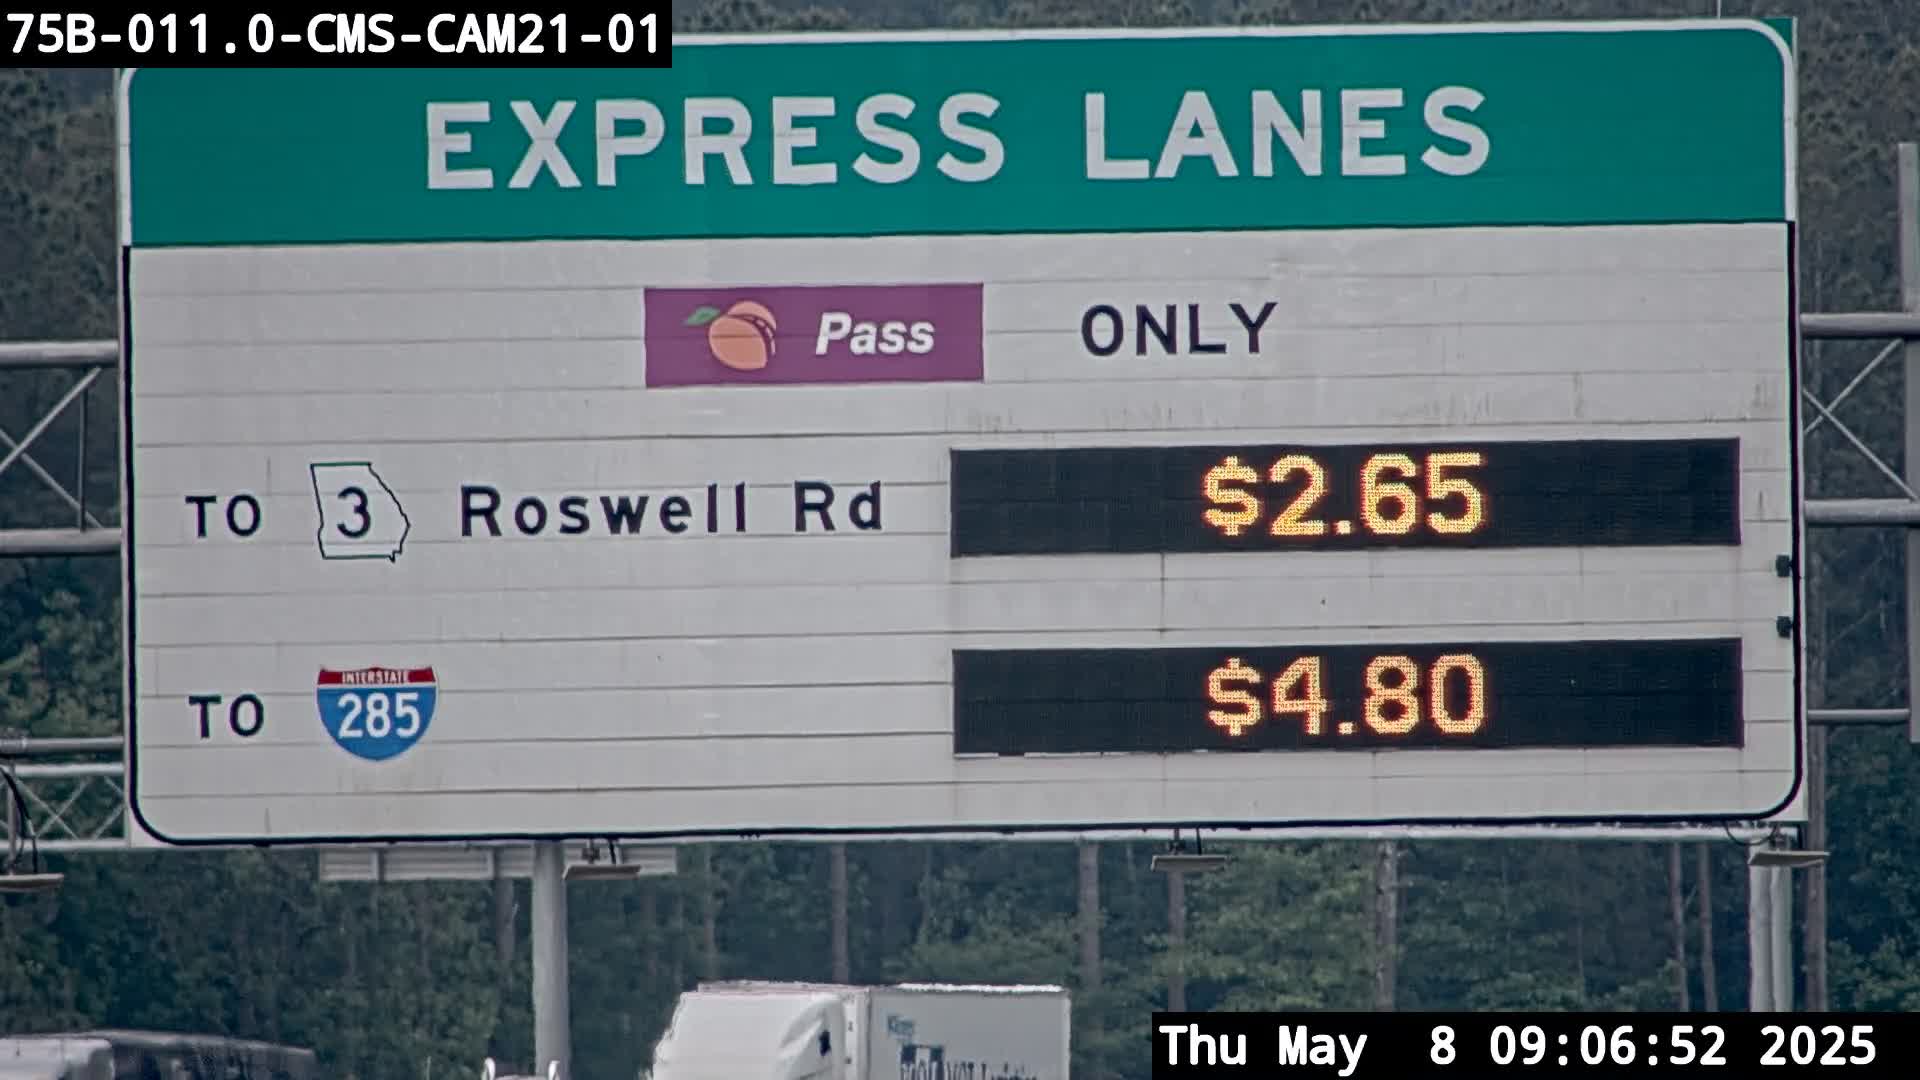 75B-011.0-CMS-CAM21-01
EXPRESS LANES
Pass ONLY
TO 3 Roswell Rd $2.65
TO INTERSTATE 285 $4.80
Thu May 8 09:06:52 2025